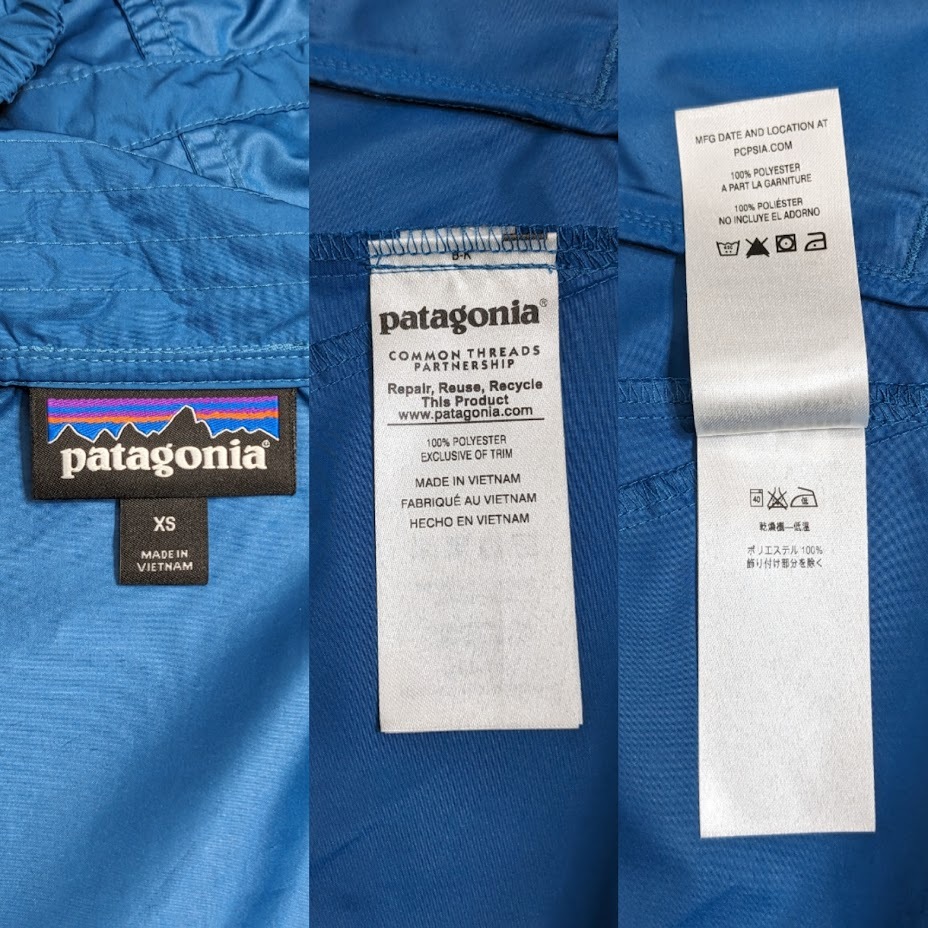 patagonia®
XS
MADE IN
VIETNAM
B-K
patagonia®
COMMON THREADS
PARTNERSHIP
Repair, Reuse, Recycle
This Product
www.patagonia.com
100% POLYESTER
EXCLUSIVE OF TRIM
MADE IN VIETNAM
FABRIQUÉ AU VIETNAM
HECHO EN VIETNAM
MFG DATE AND LOCATION AT
PCPSIA.COM
100% POLYESTER
A PART LA GARNITURE
100% POLIÉSTER
NO INCLUYE EL ADORNO
40
低
乾燥機—低温
ポリエステル 100%
飾り付け部分を除く